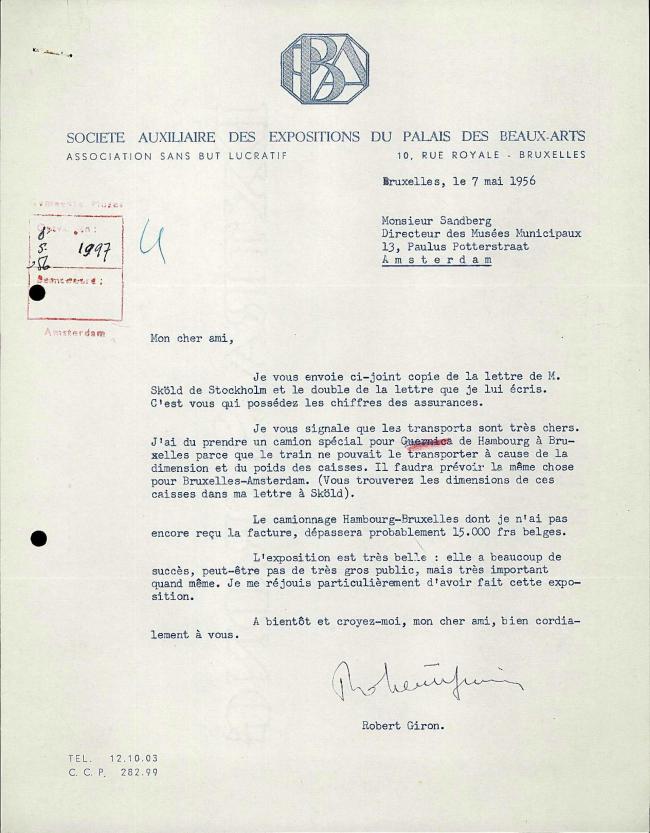 PBA
SOCIETE AUXILIAIRE DES EXPOSITIONS DU PALAIS DES BEAUX-ARTS
ASSOCIATION SANS BUT LUCRATIF 10, RUE ROYALE - BRUXELLES
Bruxelles, le 7 mai 1956
Monsieur Sandberg
Directeur des Musées Municipaux
13, Paulus Potterstraat
Amsterdam
8
5
56
1997
Amsterdam
Mon cher ami,
Je vous envoie ci-joint copie de la lettre de M.
Sköld de Stockholm et le double de la lettre que je lui écris.
C'est vous qui possédez les chiffres des assurances.
Je vous signale que les transports sont très chers.
J'ai du prendre un camion spécial pour Guernica de Hambourg à Bru-
xelles parce que le train ne pouvait le transporter à cause de la
dimension et du poids des caisses. Il faudra prévoir la même chose
pour Bruxelles-Amsterdam. (Vous trouverez les dimensions de ces
caisses dans ma lettre à Sköld).
Le camionnage Hambourg-Bruxelles dont je n'ai pas
encore reçu la facture, dépassera probablement 15.000 frs belges.
L'exposition est très belle : elle a beaucoup de
succès, peut-être pas de très gros public, mais très important
quand même. Je me réjouis particulièrement d'avoir fait cette expo-
sition.
A bientôt et croyez-moi, mon cher ami, bien cordia-
lement à vous.
Robert Giron
Robert Giron.
TEL. 12.10.03
C. C. P. 282.99